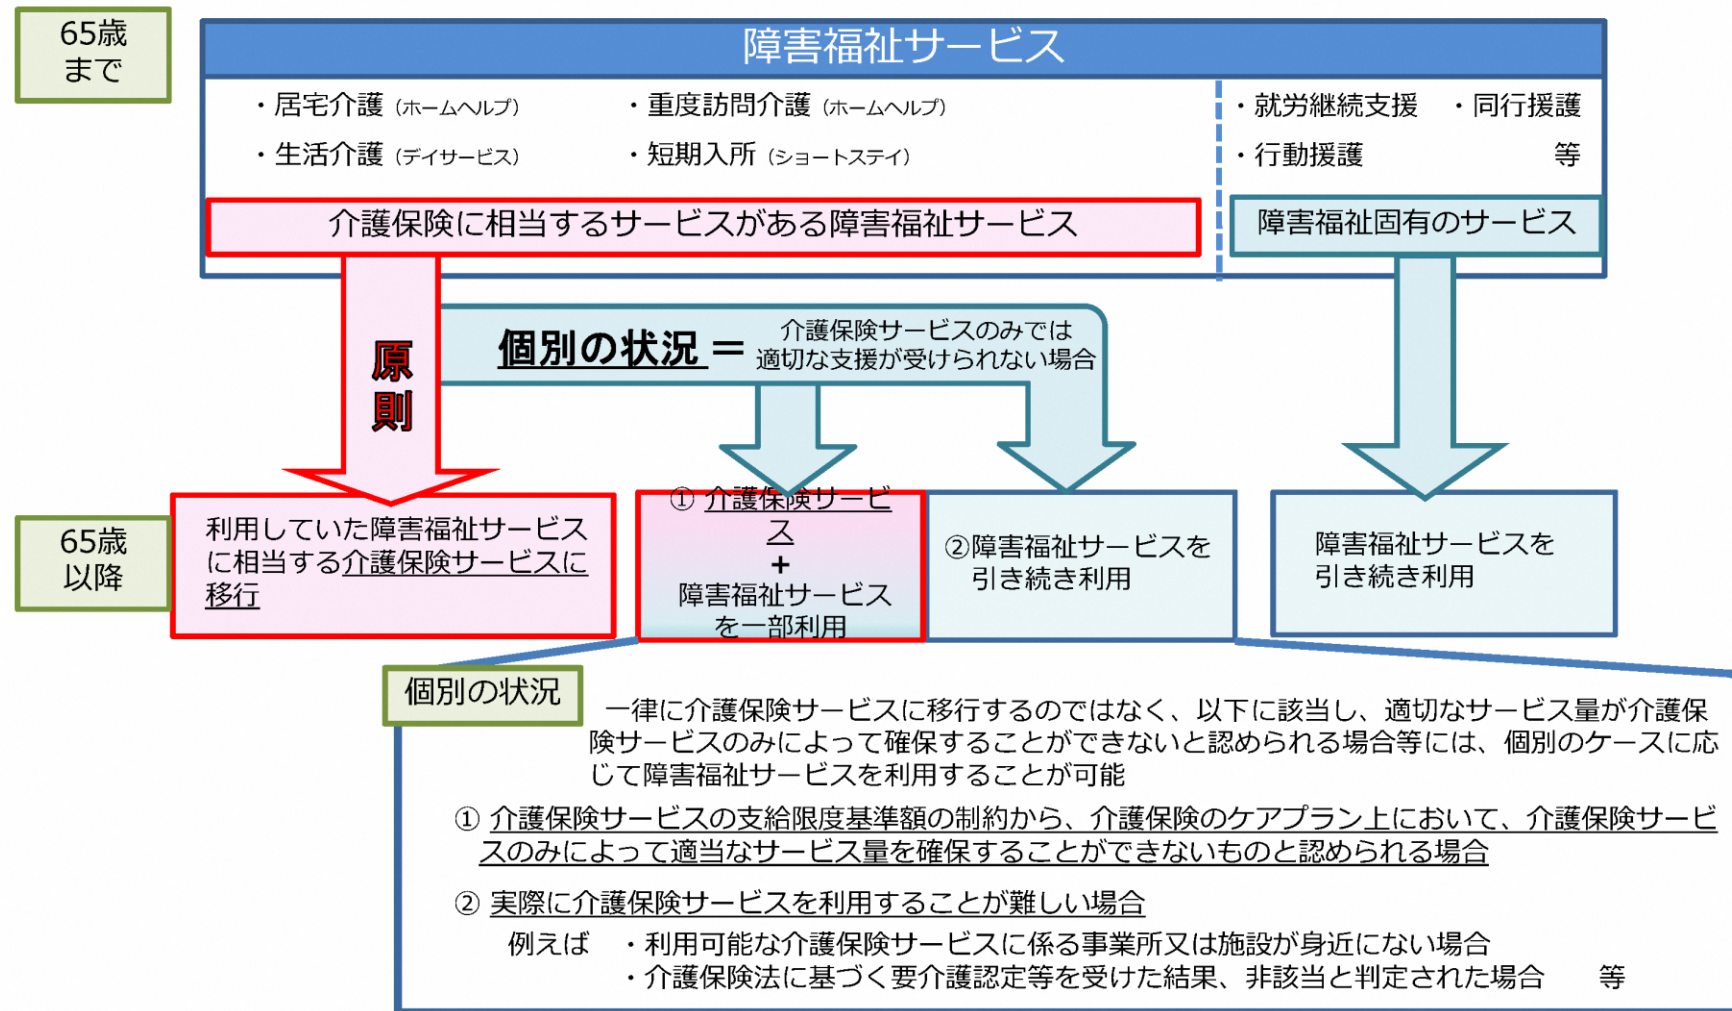 65歳
まで
障害福祉サービス
・居宅介護（ホームヘルプ）
・重度訪問介護（ホームヘルプ）
・就労継続支援
・同行援護
・生活介護（デイサービス）
・短期入所（ショートステイ）
・行動援護
等
介護保険に相当するサービスがある障害福祉サービス
障害福祉固有のサービス
原
則
個別の状況＝
介護保険サービスのみでは
適切な支援が受けられない場合
65歳
以降
利用していた障害福祉サービス
に相当する介護保険サービスに
移行
① 介護保険サービ
ス
+
障害福祉サービス
を一部利用
②障害福祉サービスを
引き続き利用
障害福祉サービスを
引き続き利用
個別の状況
一律に介護保険サービスに移行するのではなく、以下に該当し、適切なサービス量が介護保
険サービスのみによって確保することができないと認められる場合等には、個別のケースに応
じて障害福祉サービスを利用することが可能
① 介護保険サービスの支給限度基準額の制約から、介護保険のケアプラン上において、介護保険サービ
スのみによって適当なサービス量を確保することができないものと認められる場合
② 実際に介護保険サービスを利用することが難しい場合
例えば ・利用可能な介護保険サービスに係る事業所又は施設が身近にない場合
・介護保険法に基づく要介護認定等を受けた結果、非該当と判定された場合 等